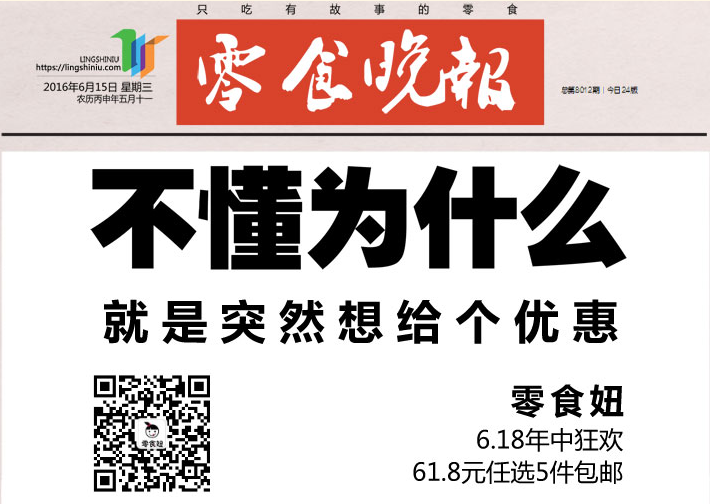 只吃有故事的零食
LINGSHINIU
https://lingshiniu.com
2016年6月15日 星期三
农历丙申年五月十一
零食晚報
总第8012期 | 今日24版
不懂为什么
就是突然想给个优惠
零食妞
零食妞
6.18年中狂欢
61.8元任选5件包邮